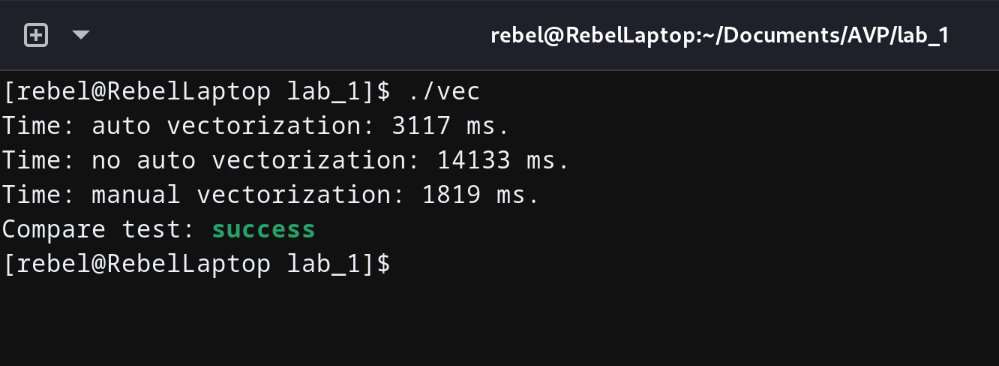 rebel@RebelLaptop:~/Documents/AVP/lab_1
[rebel@RebelLaptop lab_1]$ ./vec
Time: auto vectorization: 3117 ms.
Time: no auto vectorization: 14133 ms.
Time: manual vectorization: 1819 ms.
Compare test: success
[rebel@RebelLaptop lab_1]$